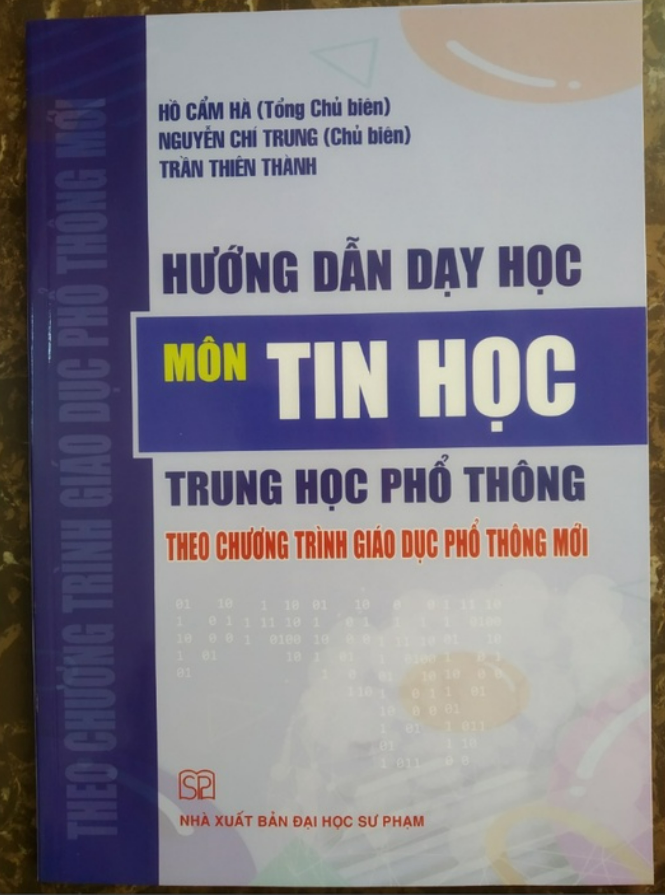 HỒ CẨM HÀ (Tổng Chủ biên)
NGUYỄN CHÍ TRUNG (Chủ biên)
TRẦN THIÊN THÀNH
HƯỚNG DẪN DẠY HỌC
MÔN TIN HỌC
TRUNG HỌC PHỔ THÔNG
THEO CHƯƠNG TRÌNH GIÁO DỤC PHỔ THÔNG MỚI
THEO CHƯƠNG TRÌNH GIÁO DỤC PHỔ THÔNG MỚI
SP
NHÀ XUẤT BẢN ĐẠI HỌC SƯ PHẠM